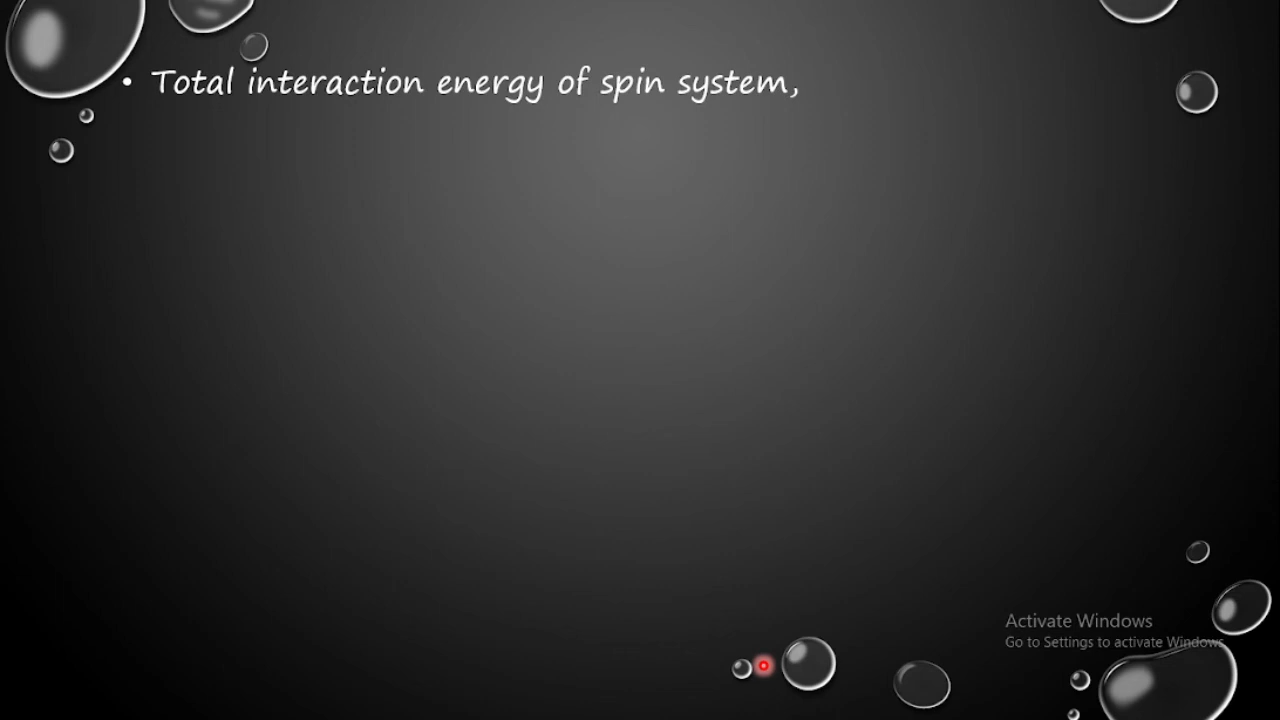 • Total interaction energy of spin system,
Activate Windows
Go to Settings to activate Windows.